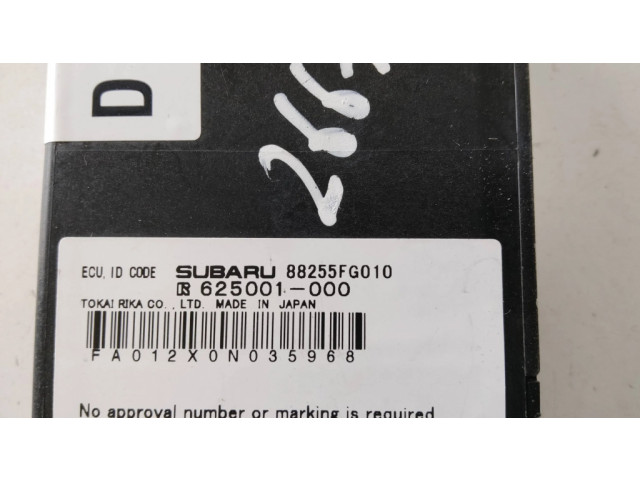 D
2667
ECU, ID CODE SUBARU 88255FG010
625001-000
TOKAI RIKA CO., LTD. MADE IN JAPAN
FA012X0N035968
No approval number or marking is required